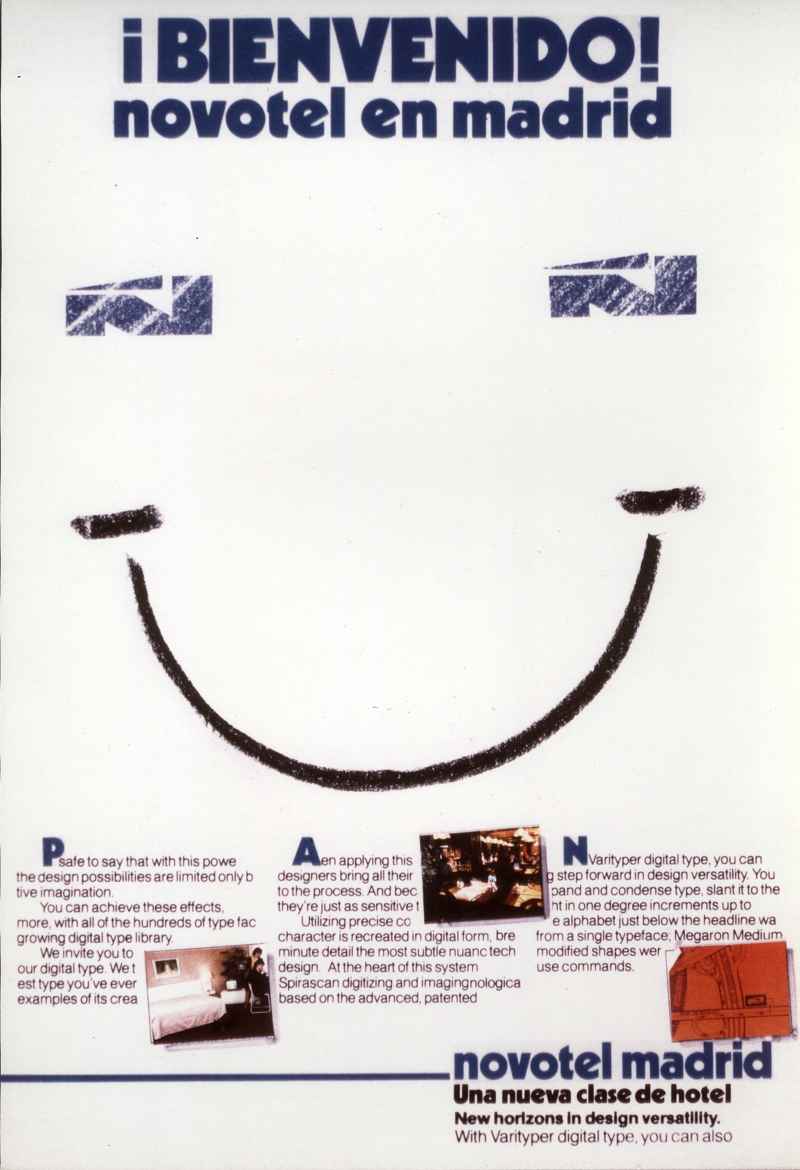 ¡BIENVENIDO!
novotel en madrid
Psafe to say that with this powe
the design possibilities are limited only b
tive imagination.
You can achieve these effects,
more, with all of the hundreds of type fac
growing digital type library.
We invite you to
our digital type. We t
est type you've ever
examples of its crea
Aen applying this
designers bring all their
to the process. And bec
they're just as sensitive t
Utilizing precise co
character is recreated in digital form, bre
minute detail the most subtle nuanc tech
design. At the heart of this system
Spirascan digitizing and imagingnologica
based on the advanced, patented
NVarityper digital type, you can
g step forward in design versatility. You
pand and condense type, slant it to the
ht in one degree increments up to
e alphabet just below the headline wa
from a single typeface; Megaron Medium
modified shapes wer
use commands.
novotel madrid
Una nueva clase de hotel
New horizons in design versatility.
With Varityper digital type, you can also